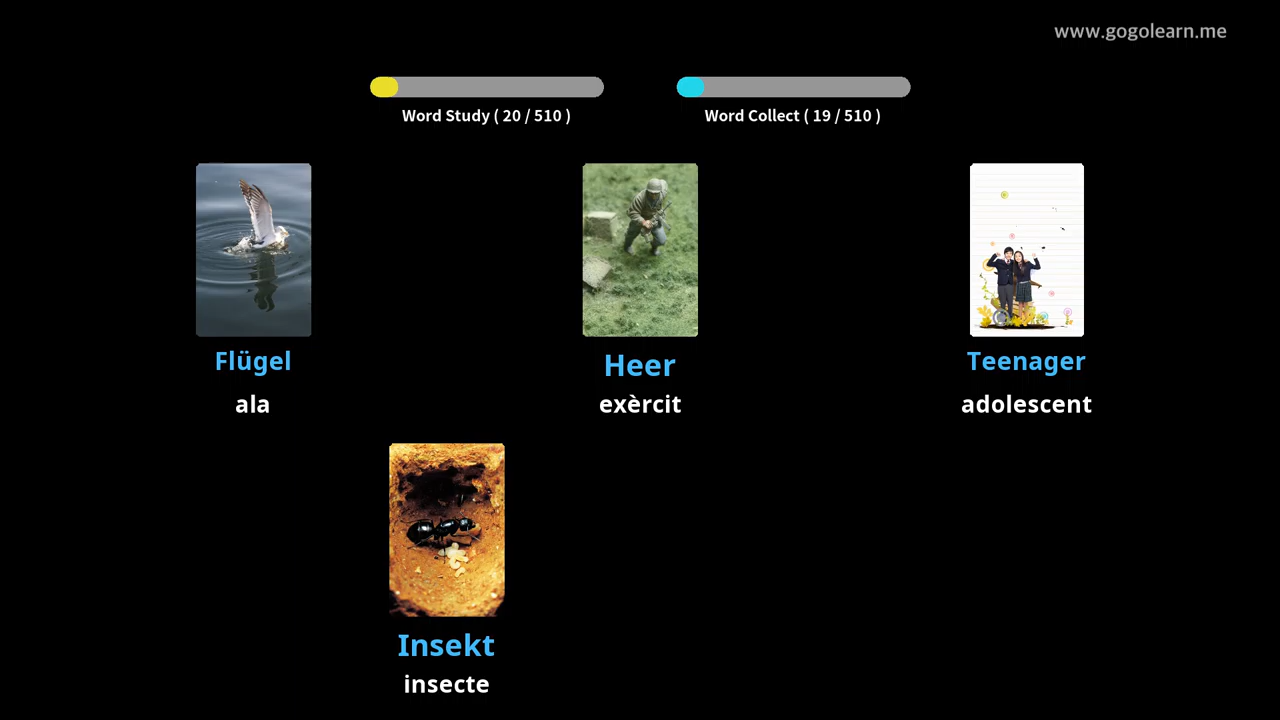 www.gogolearn.me
Word Study ( 20 / 510 )
Word Collect ( 19 / 510 )
Flügel
ala
Heer
exèrcit
Teenager
adolescent
Insekt
insecte